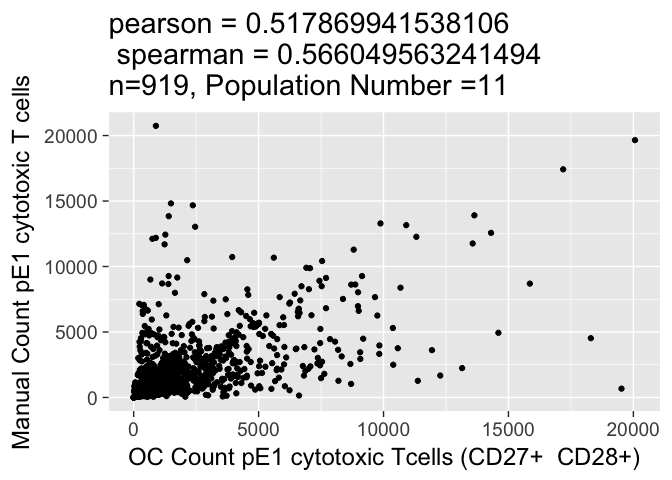 pearson = 0.517869941538106
spearman = 0.566049563241494
n=919, Population Number =11
Manual Count pE1 cytotoxic T cells
20000
15000
10000
5000
0
0 5000 10000 15000 20000
OC Count pE1 cytotoxic Tcells (CD27+  CD28+)